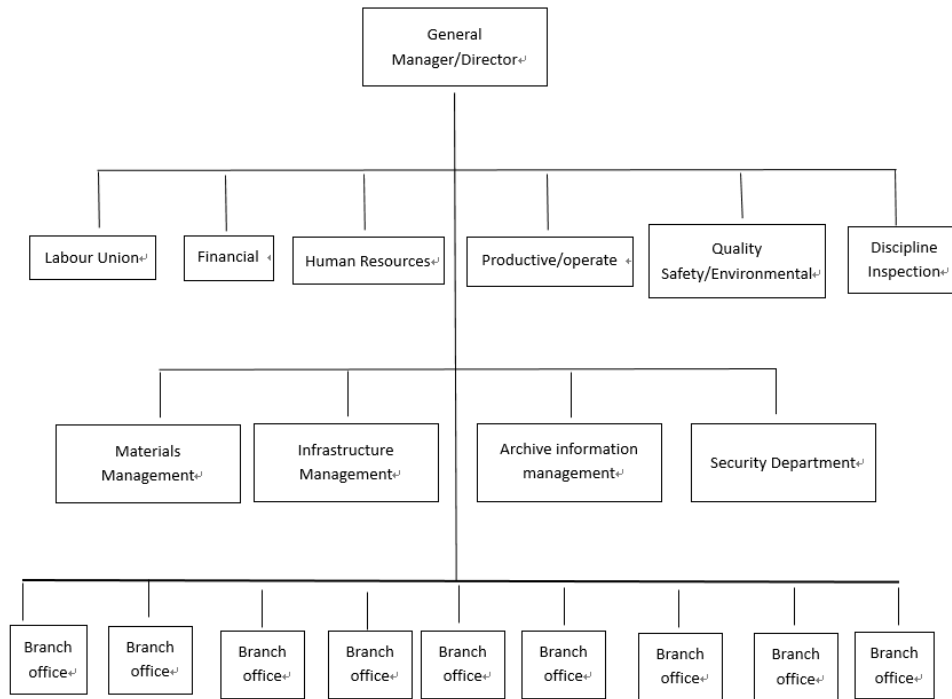 General
Manager/Director↵
Labour Union↵
Financial ↵
Human Resources↵
Productive/operate ↵
Quality
Safety/Environmental↵
Discipline
Inspection↵
Materials
Management↵
Infrastructure
Management↵
Archive information
management↵
Security Department↵
Branch
office↵
Branch
office↵
Branch
office↵
Branch
office↵
Branch
office↵
Branch
office↵
Branch
office↵
Branch
office↵
Branch
office↵